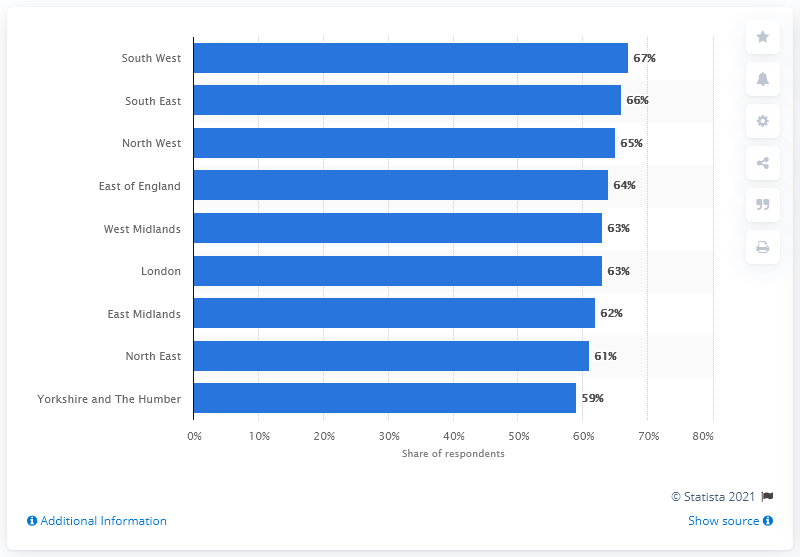 South West 67%
South East 66%
North West 65%
East of England 64%
West Midlands 63%
London 63%
East Midlands 62%
North East 61%
Yorkshire and The Humber 59%
0% 10% 20% 30% 40% 50% 60% 70% 80%
Share of respondents
© Statista 2021
Additional Information Show source